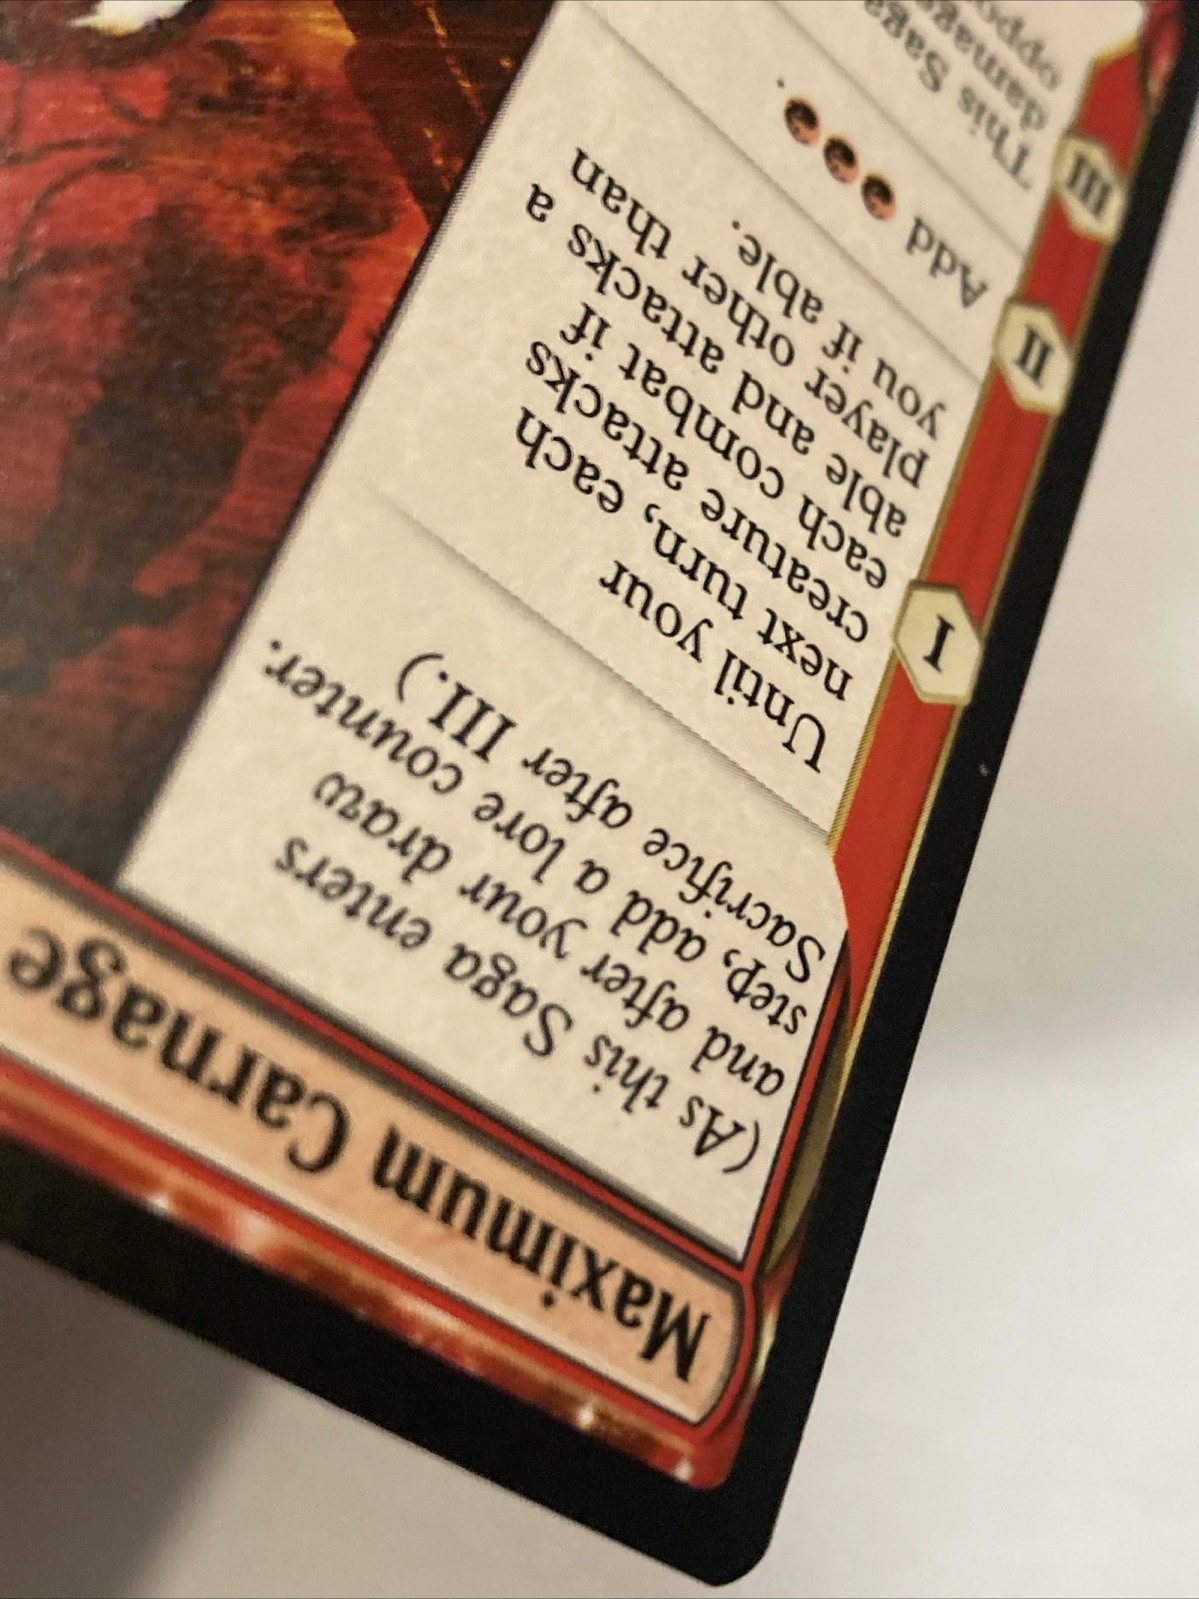 Maximum Carnage
(As this Saga enters
and after your draw
step, add a lore counter.
Sacrifice after III.)
I
Until your
next turn, each
creature attacks
each combat if
able and attacks a
player other than
you if able.
II
Add
.
III
This Saga
damage